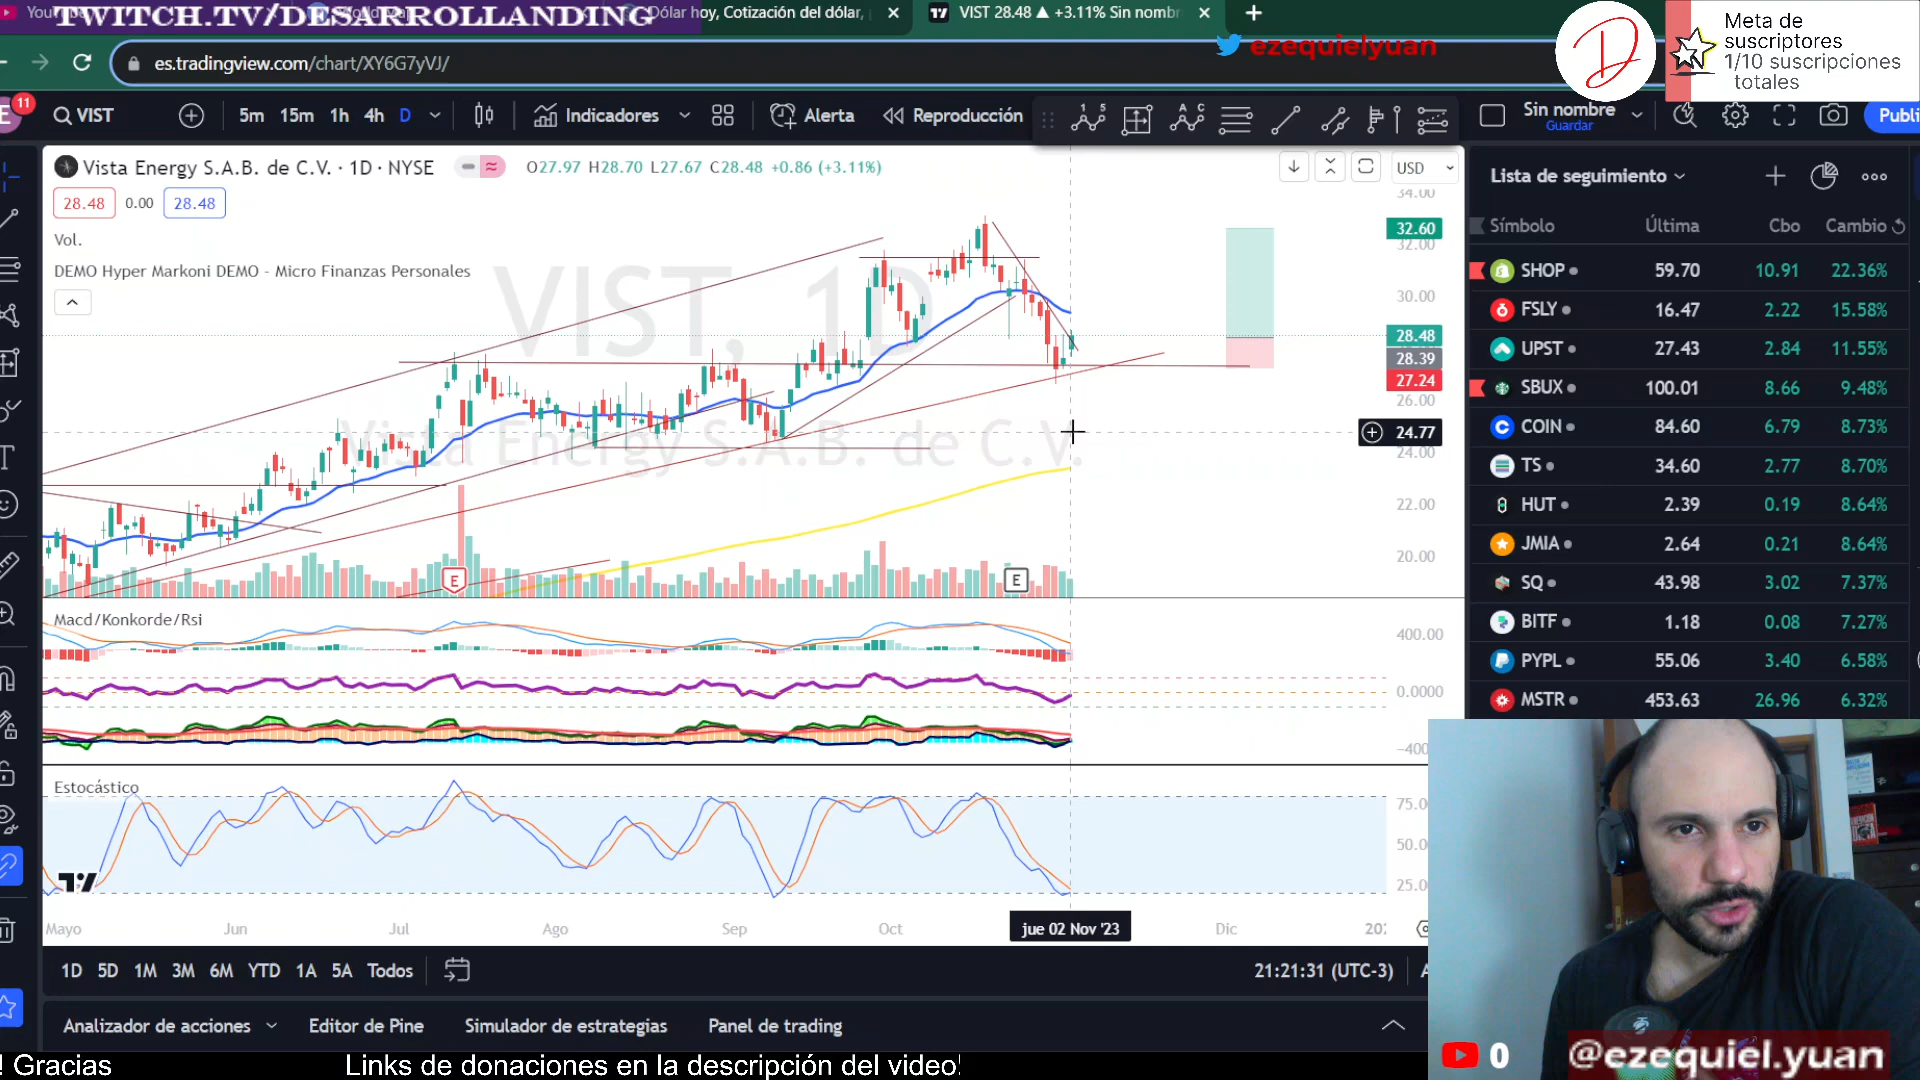 TWITCH.TV/DESARROLLANDING
Dólar hoy, Cotización del dólar,
VIST 28.48 ▲ +3.11% Sin nombr
ezequielyuan
Meta de
suscriptores
1/10 suscripciones
totales
es.tradingview.com/chart/XY6G7yVJ/
11
VIST
5m 15m 1h 4h D
Indicadores
Alerta
Reproducción
Sin nombre
Guardar
Publi
Vista Energy S.A.B. de C.V. · 1D · NYSE
O27.97 H28.70 L27.67 C28.48 +0.86 (+3.11%)
USD
28.48 0.00 28.48
Vol.
DEMO Hyper Markoni DEMO - Micro Finanzas Personales
VIST, 1D
Vista Energy S.A.B. de C.V.
34.00
32.60
32.00
30.00
28.48
28.39
27.24
26.00
24.77
24.00
22.00
20.00
E
E
Macd/Konkorde/Rsi
400.00
0.0000
−400
Estocástico
75.0
50.0
25.0
Mayo Jun Jul Ago Sep Oct jue 02 Nov '23 Dic 202
1D 5D 1M 3M 6M YTD 1A 5A Todos
21:21:31 (UTC-3)
Analizador de acciones Editor de Pine Simulador de estrategias Panel de trading
Lista de seguimiento
Símbolo Última Cbo Cambio
SHOP 59.70 10.91 22.36%
FSLY 16.47 2.22 15.58%
UPST 27.43 2.84 11.55%
SBUX 100.01 8.66 9.48%
COIN 84.60 6.79 8.73%
TS 34.60 2.77 8.70%
HUT 2.39 0.19 8.64%
JMIA 2.64 0.21 8.64%
SQ 43.98 3.02 7.37%
BITF 1.18 0.08 7.27%
PYPL 55.06 3.40 6.58%
MSTR 453.63 26.96 6.32%
0 @ezequiel.yuan
! Gracias Links de donaciones en la descripción del video!